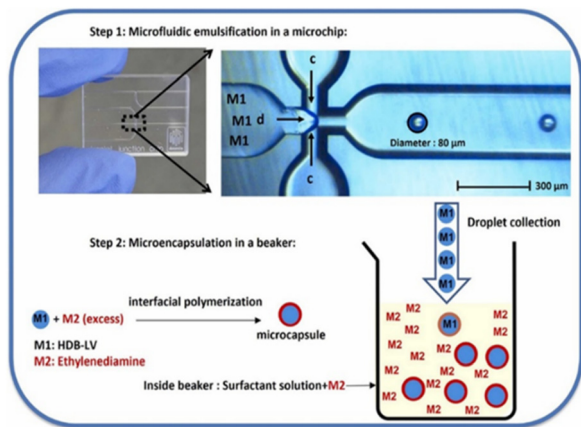 Step 1: Microfluidic emulsification in a microchip:
c
M1
M1 d
M1
c
Diameter : 80 µm
300 µm
Droplet collection
M1
M1
M1
M1
Step 2: Microencapsulation in a beaker:
M1 + M2 (excess)
interfacial polymerization
microcapsule
M1: HDB-LV
M2: Ethylenediamine
Inside beaker : Surfactant solution+M2
M2
M2
M2
M1
M2
M2
M2
M2
M2
M2
M2
M2
M2
M2
M2